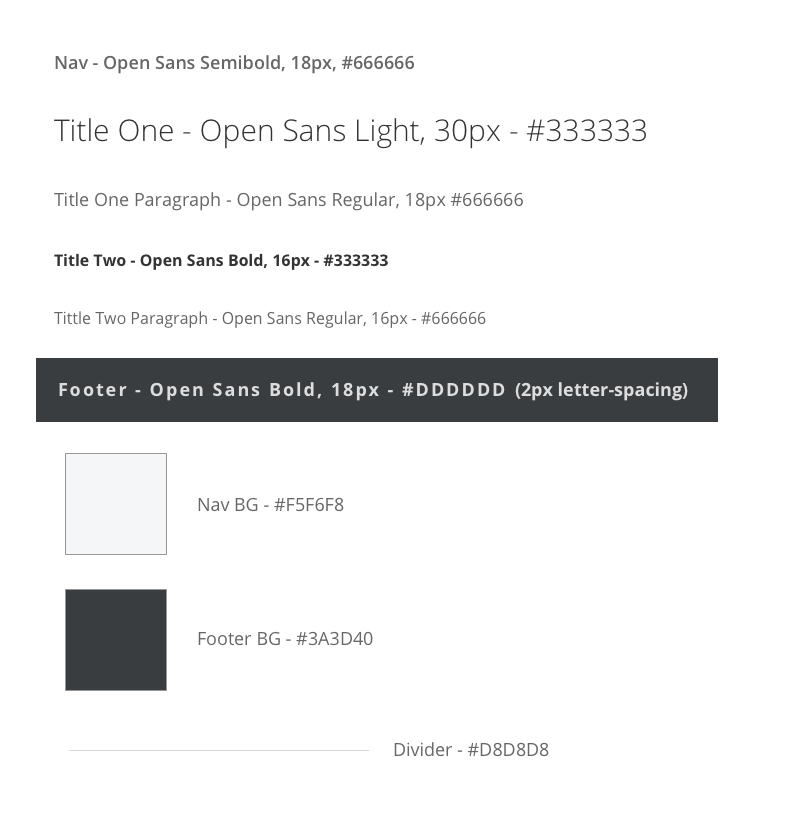 Nav - Open Sans Semibold, 18px, #666666
Title One - Open Sans Light, 30px - #333333
Title One Paragraph - Open Sans Regular, 18px #666666
Title Two - Open Sans Bold, 16px - #333333
Tittle Two Paragraph - Open Sans Regular, 16px - #666666
Footer - Open Sans Bold, 18px - #DDDDDD (2px letter-spacing)
Nav BG - #F5F6F8
Footer BG - #3A3D40
Divider - #D8D8D8